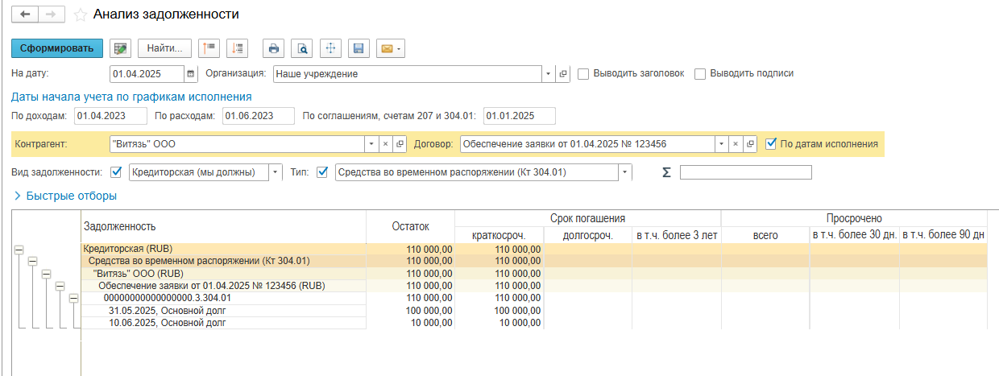 Анализ задолженности
Сформировать Найти...
На дату: 01.04.2025 Организация: Наше учреждение Выводить заголовок Выводить подписи
Даты начала учета по графикам исполнения
По доходам: 01.04.2023 По расходам: 01.06.2023 По соглашениям, счетам 207 и 304.01: 01.01.2025
Контрагент: "Витязь" ООО Договор: Обеспечение заявки от 01.04.2025 № 123456 По датам исполнения
Вид задолженности: Кредиторская (мы должны) Тип: Средства во временном распоряжении (Кт 304.01) Σ
Быстрые отборы
Задолженность Остаток Срок погашения Просрочено
краткосроч. долгосроч. в т.ч. более 3 лет всего в т.ч. более 30 дн. в т.ч. более 90 дн
Кредиторская (RUB) 110 000,00 110 000,00
Средства во временном распоряжении (Кт 304.01) 110 000,00 110 000,00
"Витязь" ООО (RUB) 110 000,00 110 000,00
Обеспечение заявки от 01.04.2025 № 123456 (RUB) 110 000,00 110 000,00
00000000000000000.3.304.01 110 000,00 110 000,00
31.05.2025, Основной долг 100 000,00 100 000,00
10.06.2025, Основной долг 10 000,00 10 000,00